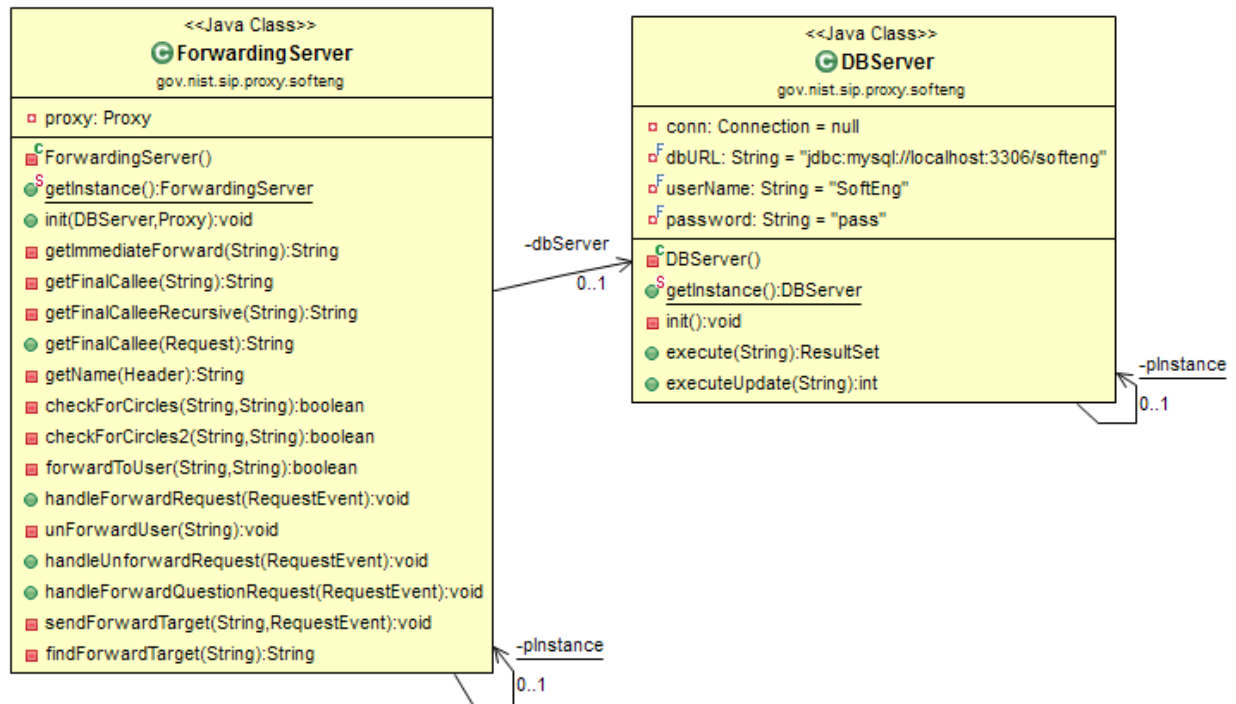 <<Java Class>>
ForwardingServer
gov.nist.sip.proxy.softeng
proxy: Proxy
ForwardingServer()
getInstance():ForwardingServer
init(DBServer,Proxy):void
getImmediateForward(String):String
getFinalCallee(String):String
getFinalCalleeRecursive(String):String
getFinalCallee(Request):String
getName(Header):String
checkForCircles(String,String):boolean
checkForCircles2(String,String):boolean
forwardToUser(String,String):boolean
handleForwardRequest(RequestEvent):void
unForwardUser(String):void
handleUnforwardRequest(RequestEvent):void
handleForwardQuestionRequest(RequestEvent):void
sendForwardTarget(String,RequestEvent):void
findForwardTarget(String):String
-pInstance
0..1
-dbServer
0..1
<<Java Class>>
DBServer
gov.nist.sip.proxy.softeng
conn: Connection = null
dbURL: String = "jdbc:mysql://localhost:3306/softeng"
userName: String = "SoftEng"
password: String = "pass"
DBServer()
getInstance():DBServer
init():void
execute(String):ResultSet
executeUpdate(String):int
-pInstance
0..1